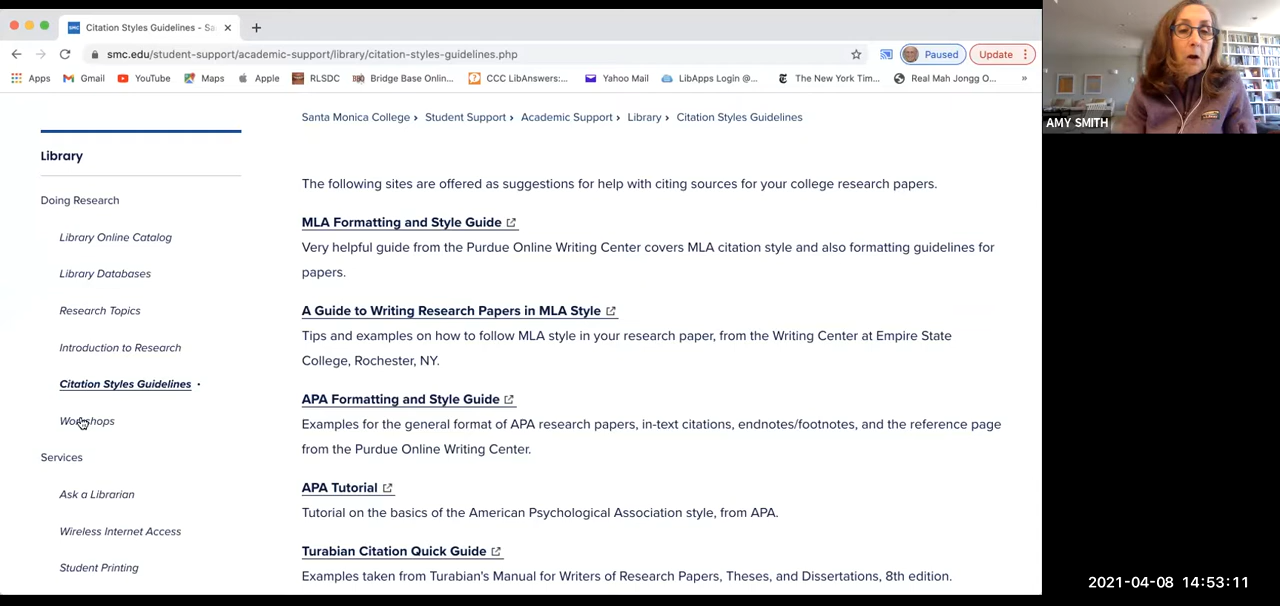 Citation Styles Guidelines - Sa
smc.edu/student-support/academic-support/library/citation-styles-guidelines.php
Paused
Update
Apps
Gmail
YouTube
Maps
Apple
RLSDC
Bridge Base Onlin...
CCC LibAnswers:...
Yahoo Mail
LibApps Login @...
The New York Tim...
Real Mah Jongg O...
»
AMY SMITH
Santa Monica College › Student Support › Academic Support › Library › Citation Styles Guidelines
Library
Doing Research
Library Online Catalog
Library Databases
Research Topics
Introduction to Research
Citation Styles Guidelines
Workshops
Services
Ask a Librarian
Wireless Internet Access
Student Printing
The following sites are offered as suggestions for help with citing sources for your college research papers.
MLA Formatting and Style Guide
Very helpful guide from the Purdue Online Writing Center covers MLA citation style and also formatting guidelines for
papers.
A Guide to Writing Research Papers in MLA Style
Tips and examples on how to follow MLA style in your research paper, from the Writing Center at Empire State
College, Rochester, NY.
APA Formatting and Style Guide
Examples for the general format of APA research papers, in-text citations, endnotes/footnotes, and the reference page
from the Purdue Online Writing Center.
APA Tutorial
Tutorial on the basics of the American Psychological Association style, from APA.
Turabian Citation Quick Guide
Examples taken from Turabian's Manual for Writers of Research Papers, Theses, and Dissertations, 8th edition.
2021-04-08 14:53:11